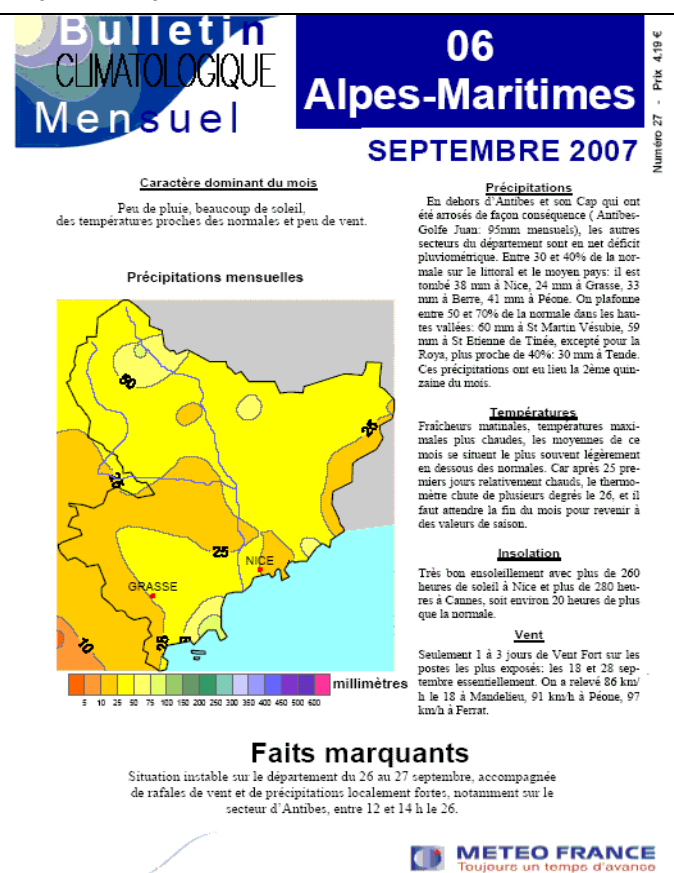 Bulletin
CLIMATOLOGIQUE
Mensuel
06
Alpes-Maritimes
SEPTEMBRE 2007
Numéro 27 - Prix 4.19 €
Caractère dominant du mois
Peu de pluie, beaucoup de soleil,
des températures proches des normales et peu de vent.
Précipitations mensuelles
50
25
25
25
NICE
GRASSE
10
25
millimètres
5 10 25 50 75 100 150 200 250 300 350 400 450 500 600
Précipitations
En dehors d'Antibes et son Cap qui ont
été arrosés de façon conséquence ( Antibes-
Golfe Juan: 95mm mensuels), les autres
secteurs du département sont en net déficit
pluviométrique. Entre 30 et 40% de la nor-
male sur le littoral et le moyen pays: il est
tombé 38 mm à Nice, 24 mm à Grasse, 33
mm à Berre, 41 mm à Péone. On plafonne
entre 50 et 70% de la normale dans les hau-
tes vallées: 60 mm à St Martin Vésubie, 59
mm à St Etienne de Tinée, excepté pour la
Roya, plus proche de 40%: 30 mm à Tende.
Ces précipitations ont eu lieu la 2ème quin-
zaine du mois.
Températures
Fraîcheurs matinales, températures maxi-
males plus chaudes, les moyennes de ce
mois se situent le plus souvent légèrement
en dessous des normales. Car après 25 pre-
miers jours relativement chauds, le thermo-
mètre chute de plusieurs degrés le 26, et il
faut attendre la fin du mois pour revenir à
des valeurs de saison.
Insolation
Très bon ensoleillement avec plus de 260
heures de soleil à Nice et plus de 280 heu-
res à Cannes, soit environ 20 heures de plus
que la normale.
Vent
Seulement 1 à 3 jours de Vent Fort sur les
postes les plus exposés: les 18 et 28 sep-
tembre essentiellement. On a relevé 86 km/
h le 18 à Mandelieu, 91 km/h à Péone, 97
km/h à Ferrat.
Faits marquants
Situation instable sur le département du 26 au 27 septembre, accompagnée
de rafales de vent et de précipitations localement fortes, notamment sur le
secteur d'Antibes, entre 12 et 14 h le 26.
METEO FRANCE
Toujours un temps d'avance